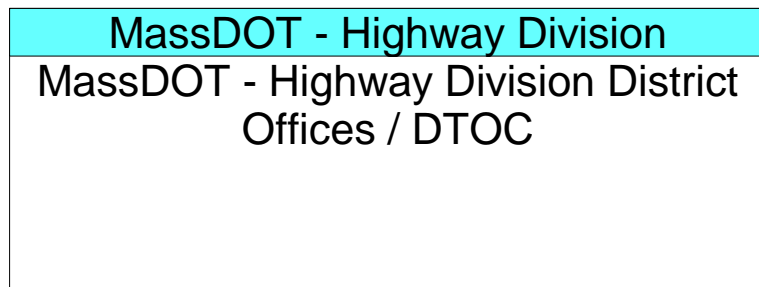 MassDOT - Highway Division
MassDOT - Highway Division District
Offices / DTOC